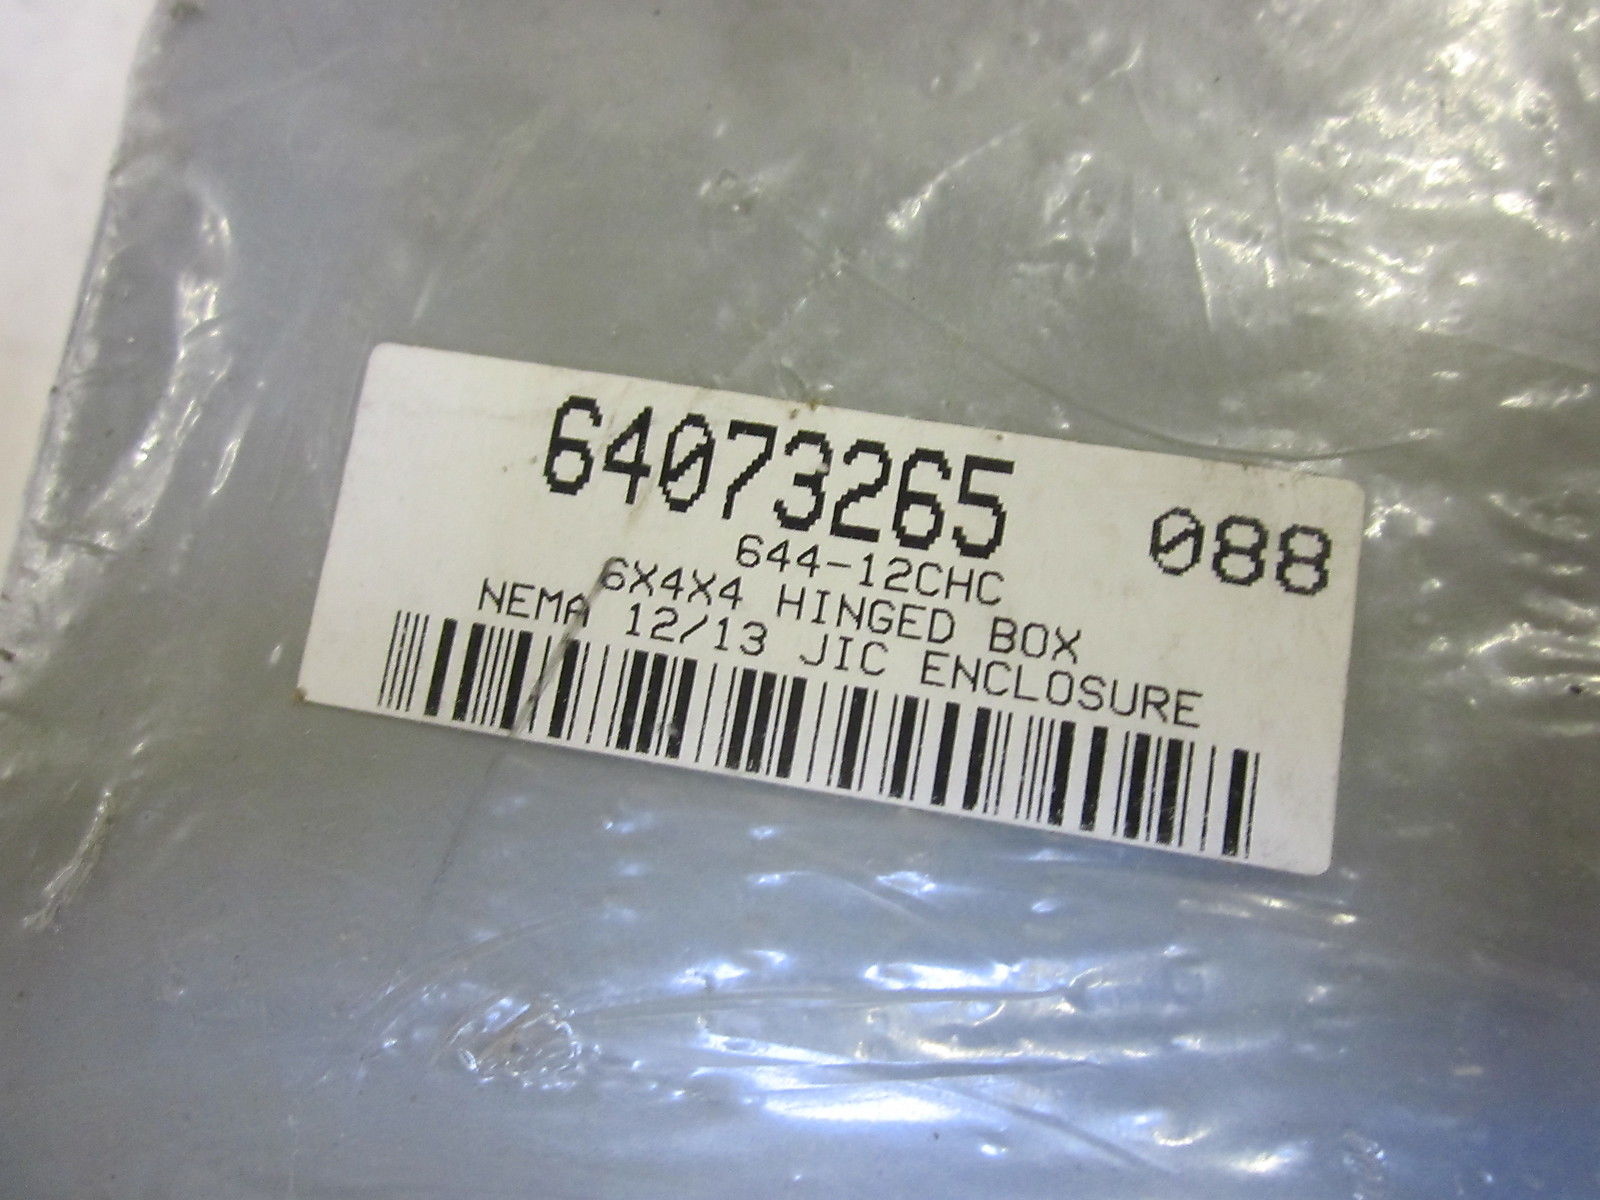 64073265 088
644-12CHC
6X4X4 HINGED BOX
NEMA 12/13 JIC ENCLOSURE